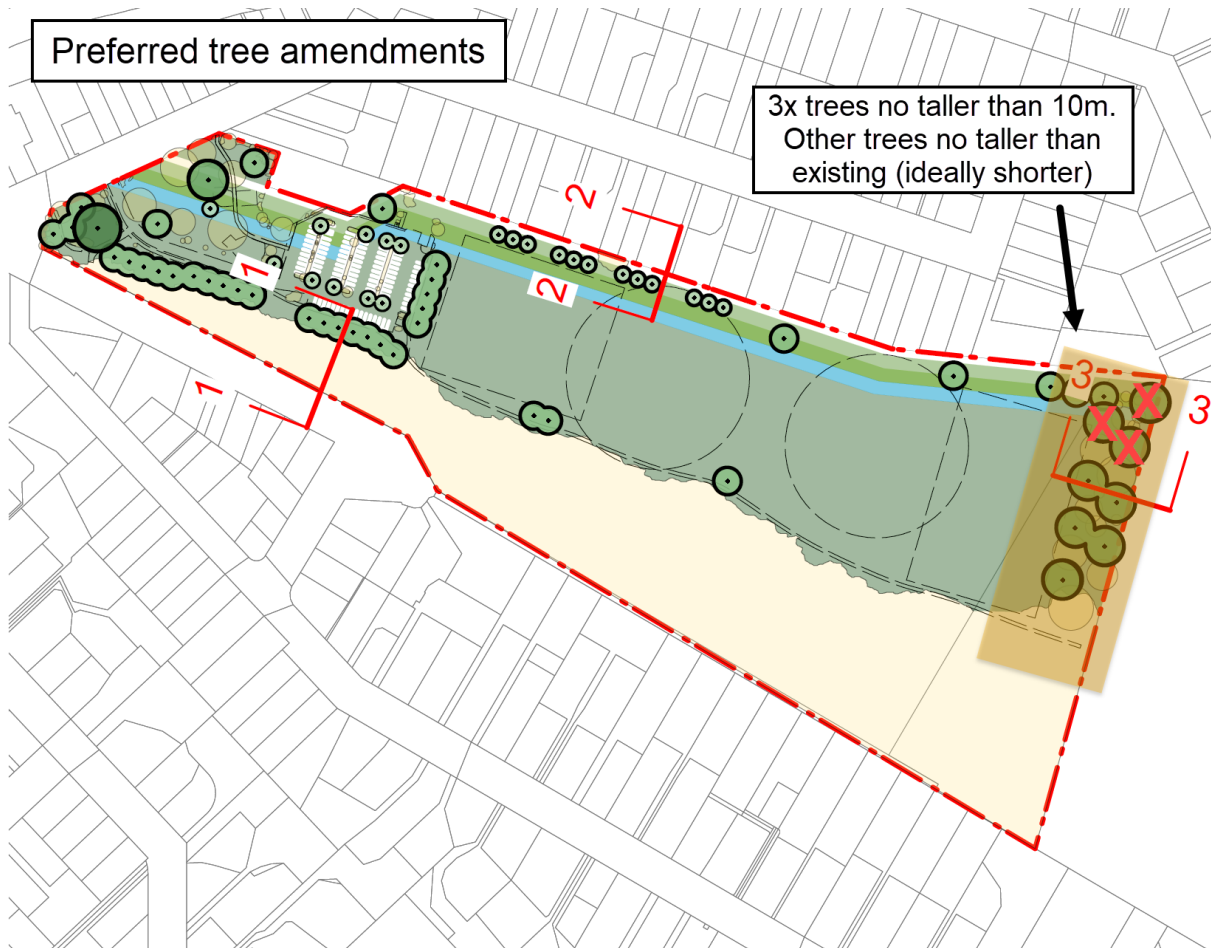 Preferred tree amendments
3x trees no taller than 10m.
Other trees no taller than
existing (ideally shorter)
2
2
1
1
3
3
X
X
X